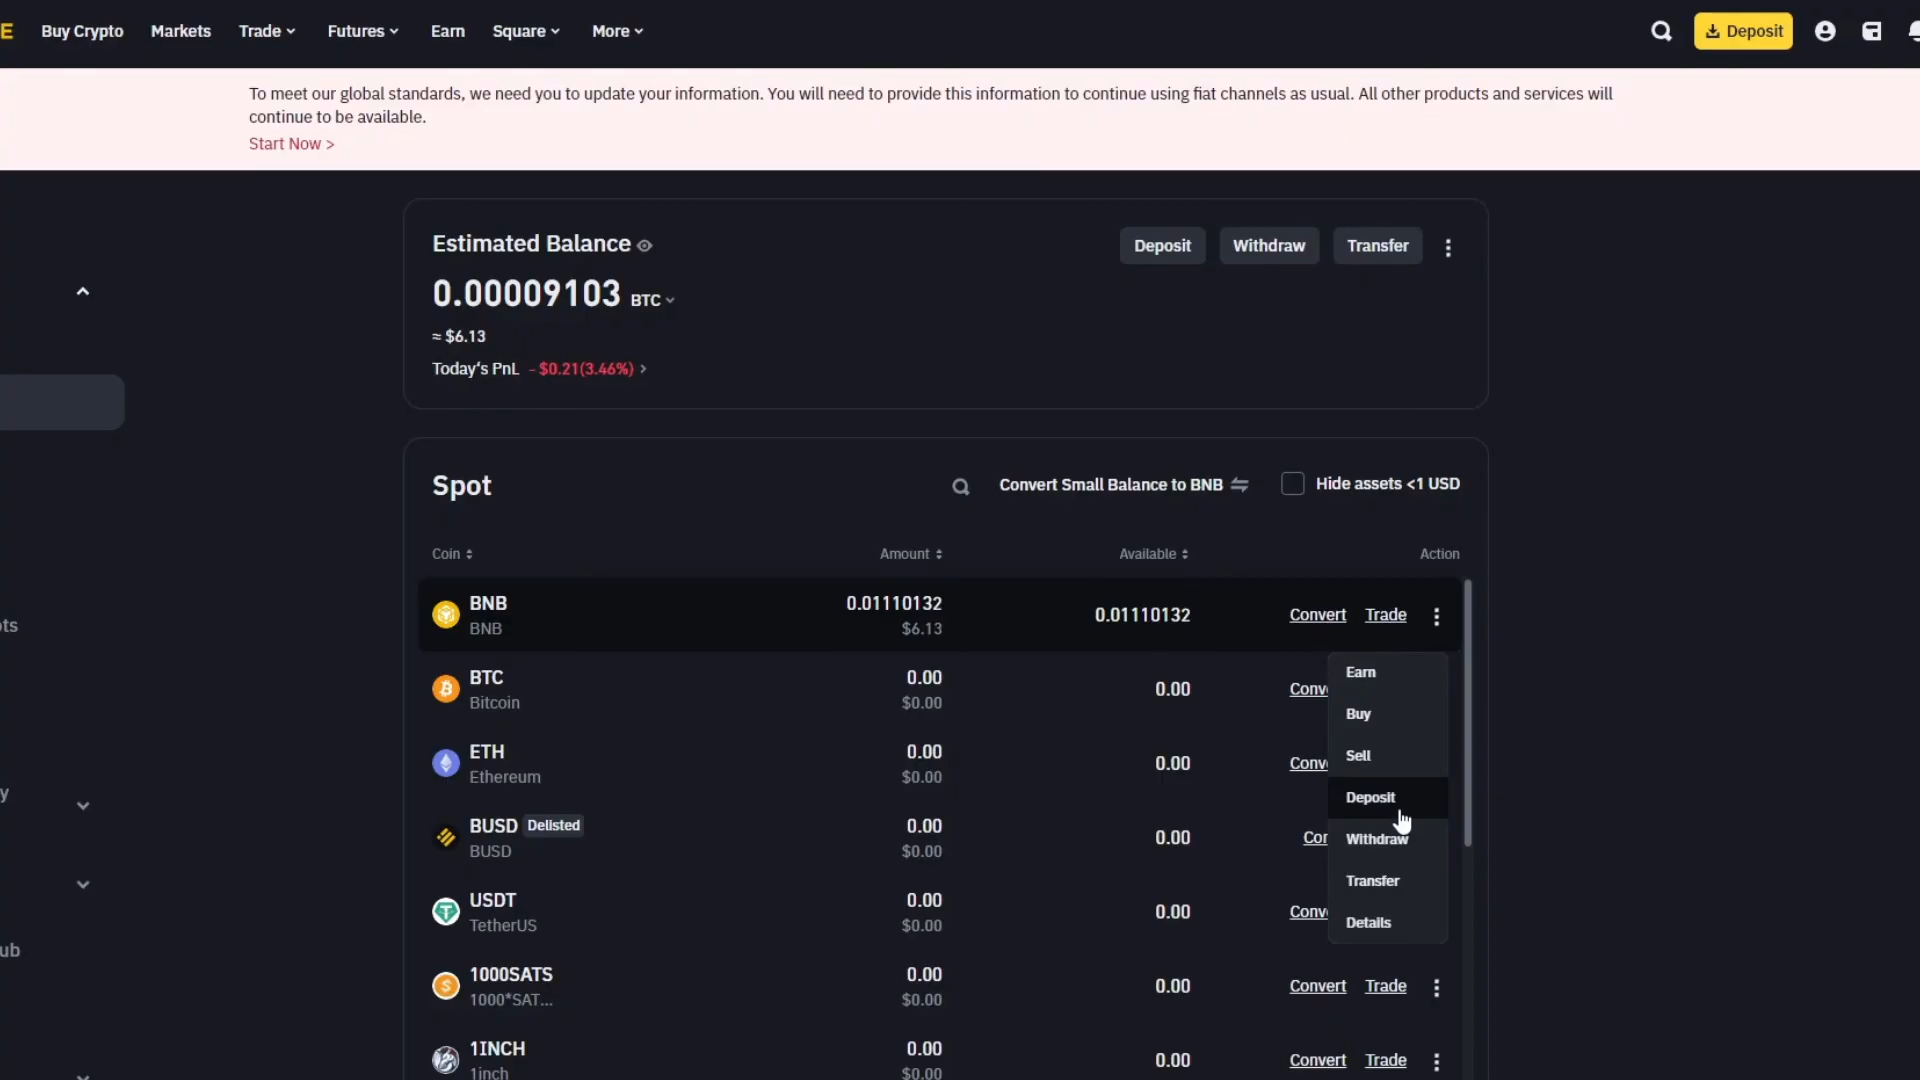 E Buy Crypto Markets Trade Futures Earn Square More Deposit
To meet our global standards, we need you to update your information. You will need to provide this information to continue using fiat channels as usual. All other products and services will
continue to be available.
Start Now >
Estimated Balance Deposit Withdraw Transfer
0.00009103 BTC
≈ $6.13
Today's PnL - $0.21(3.46%) >
Spot Convert Small Balance to BNB Hide assets <1 USD
Coin Amount Available Action
BNB 0.01110132 0.01110132 Convert Trade
BNB $6.13
Earn
BTC 0.00 0.00 Conv
Bitcoin $0.00
Buy
ETH 0.00 0.00 Conv
Ethereum $0.00
Sell
Deposit
BUSD Delisted 0.00 0.00 Cor
BUSD $0.00
Withdraw
USDT 0.00 0.00 Conv
TetherUS $0.00
Transfer
Details
1000SATS 0.00 0.00 Convert Trade
1000*SAT... $0.00
1INCH 0.00 0.00 Convert Trade
1inch $0.00
ots
y
ub